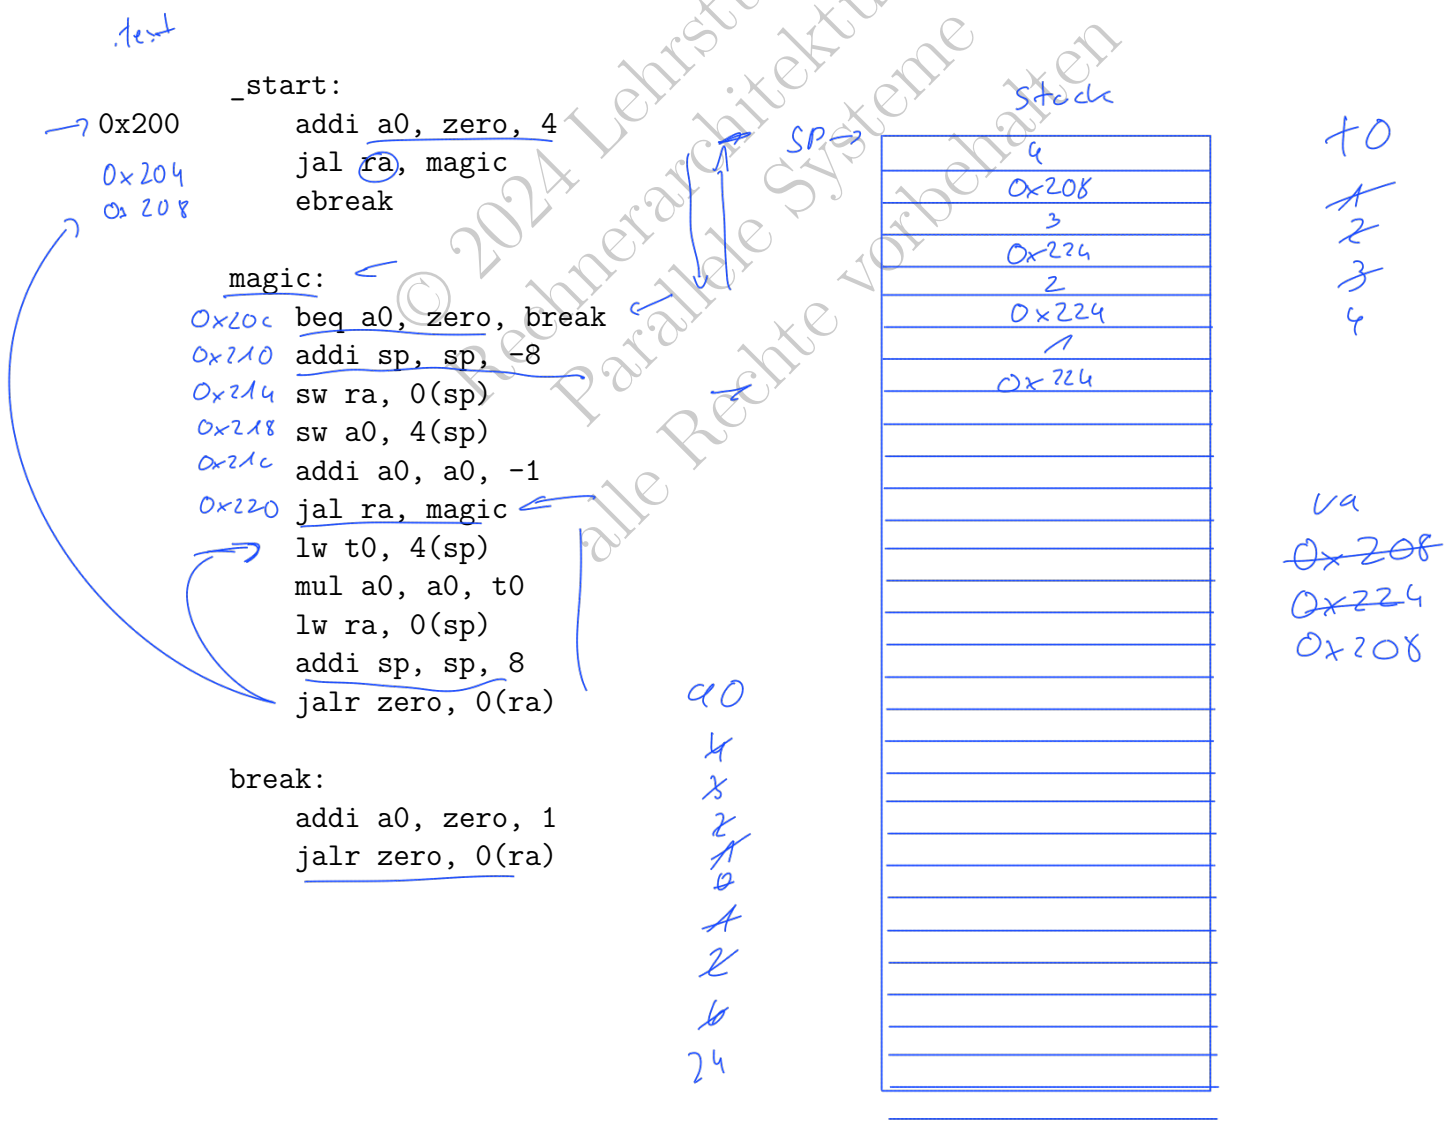 .text
_start:
→ 0x200 addi a0, zero, 4
0x204 jal ra, magic
0x208 ebreak
magic:
0x20c beq a0, zero, break
0x210 addi sp, sp, -8
0x214 sw ra, 0(sp)
0x218 sw a0, 4(sp)
0x21c addi a0, a0, -1
0x220 jal ra, magic
lw t0, 4(sp)
mul a0, a0, t0
lw ra, 0(sp)
addi sp, sp, 8
jalr zero, 0(ra)
break:
addi a0, zero, 1
jalr zero, 0(ra)
a0
4
3
2
1
0
1
2
6
24
Stack
SP→
4
0x208
3
0x224
2
0x224
1
0x224
t0
1
2
3
4
ra
0x208
0x224
0x208
© 2024 Lehrstu
Rechnerarchitektu
Parallele Systeme
alle Rechte vorbehalten